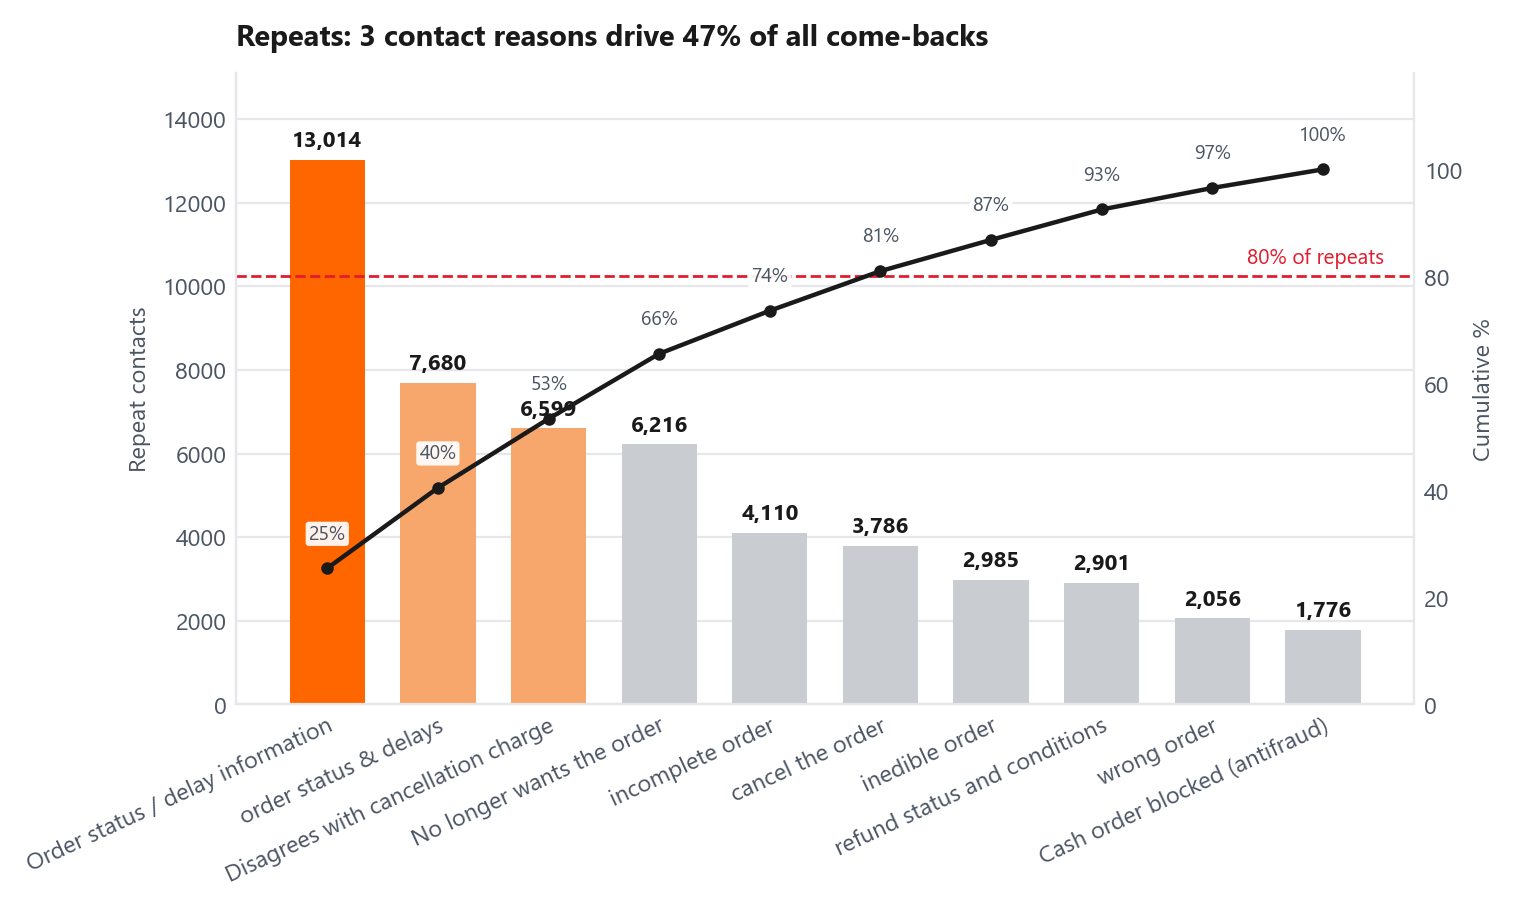 Repeats: 3 contact reasons drive 47% of all come-backs
Repeat contacts
14000
12000
10000
8000
6000
4000
2000
0
13,014
7,680
6,599
6,216
4,110
3,786
2,985
2,901
2,056
1,776
25%
40%
53%
66%
74%
81%
87%
93%
97%
100%
80% of repeats
100
80
60
40
20
0
Cumulative %
Order status / delay information
order status & delays
Disagrees with cancellation charge
No longer wants the order
incomplete order
cancel the order
inedible order
refund status and conditions
wrong order
Cash order blocked (antifraud)